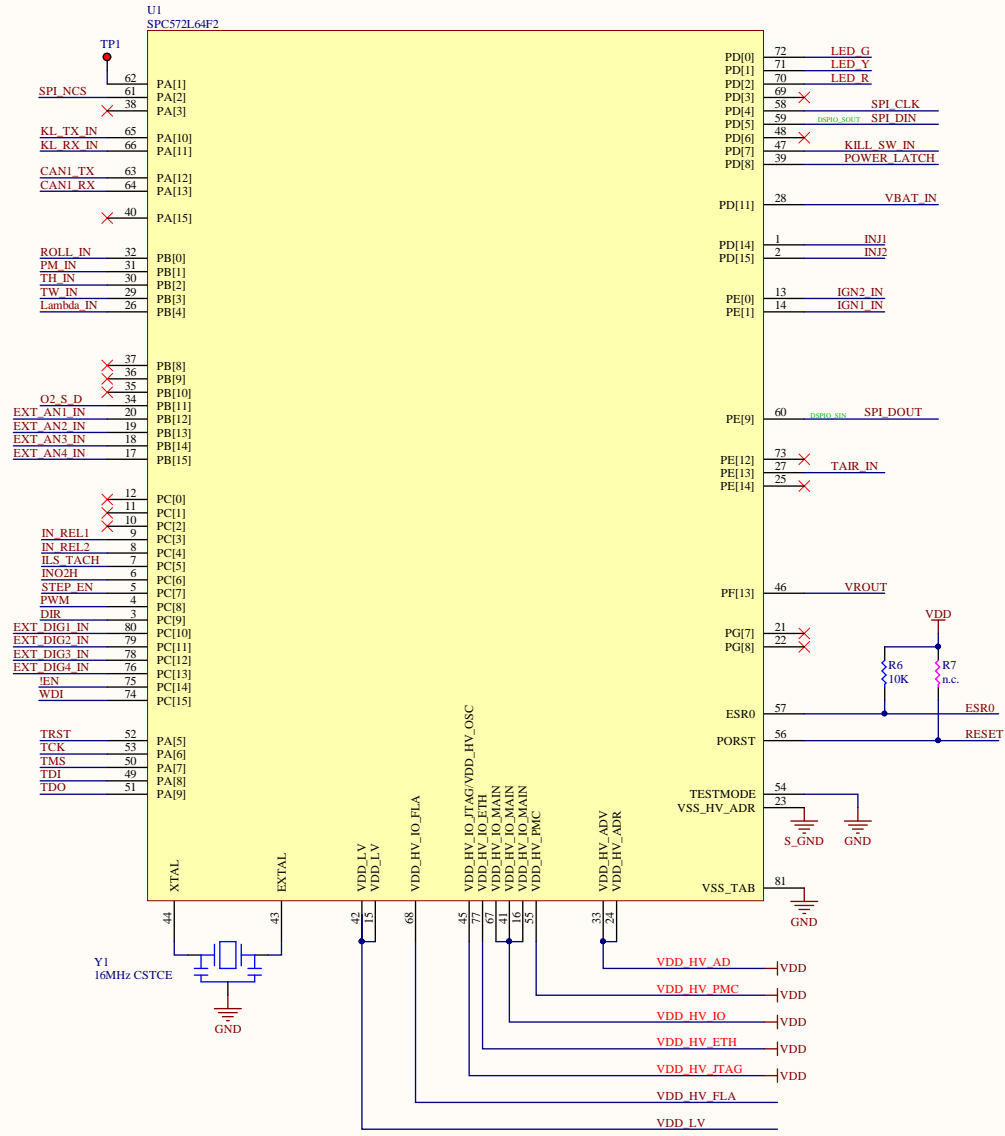 U1
SPC572L64F2
TP1
62 PA[1]
SPI_NCS 61 PA[2]
38 PA[3]
KL_TX_IN 65 PA[10]
KL_RX_IN 66 PA[11]
CAN1_TX 63 PA[12]
CAN1_RX 64 PA[13]
40 PA[15]
ROLL_IN 32 PB[0]
PM_IN 31 PB[1]
TH_IN 30 PB[2]
TW_IN 29 PB[3]
Lambda_IN 26 PB[4]
37 PB[8]
36 PB[9]
35 PB[10]
O2_S_D 34 PB[11]
EXT_AN1_IN 20 PB[12]
EXT_AN2_IN 19 PB[13]
EXT_AN3_IN 18 PB[14]
EXT_AN4_IN 17 PB[15]
12 PC[0]
11 PC[1]
10 PC[2]
IN_REL1 9 PC[3]
IN_REL2 8 PC[4]
ILS_TACH 7 PC[5]
INO2H 6 PC[6]
STEP_EN 5 PC[7]
PWM 4 PC[8]
DIR 3 PC[9]
EXT_DIG1_IN 80 PC[10]
EXT_DIG2_IN 79 PC[11]
EXT_DIG3_IN 78 PC[12]
EXT_DIG4_IN 76 PC[13]
!EN 75 PC[14]
WDI 74 PC[15]
TRST 52 PA[5]
TCK 53 PA[6]
TMS 50 PA[7]
TDI 49 PA[8]
TDO 51 PA[9]
PD[0] 72 LED_G
PD[1] 71 LED_Y
PD[2] 70 LED_R
PD[3] 69
PD[4] 58 SPI_CLK
PD[5] 59 DSPI0_SOUT SPI_DIN
PD[6] 48
PD[7] 47 KILL_SW_IN
PD[8] 39 POWER_LATCH
PD[11] 28 VBAT_IN
PD[14] 1 INJ1
PD[15] 2 INJ2
PE[0] 13 IGN2_IN
PE[1] 14 IGN1_IN
PE[9] 60 DSPI0_SIN SPI_DOUT
PE[12] 73
PE[13] 27 TAIR_IN
PE[14] 25
PF[13] 46 VROUT
PG[7] 21
PG[8] 22
VDD
R6
10K
R7
n.c.
ESR0 57 ESR0
PORST 56 RESET
TESTMODE 54
VSS_HV_ADR 23
S_GND
GND
VSS_TAB 81
GND
XTAL 44
EXTAL 43
VDD_LV 42
VDD_LV 15
VDD_HV_IO_FLA 68
VDD_HV_IO_JTAG/VDD_HV_OSC 45
VDD_HV_IO_ETH 77
VDD_HV_IO_MAIN 67
VDD_HV_IO_MAIN 41
VDD_HV_IO_MAIN 16
VDD_HV_PMC 55
VDD_HV_ADV 33
VDD_HV_ADR 24
Y1
16MHz CSTCE
GND
VDD_HV_AD VDD
VDD_HV_PMC VDD
VDD_HV_IO VDD
VDD_HV_ETH VDD
VDD_HV_JTAG VDD
VDD_HV_FLA
VDD_LV